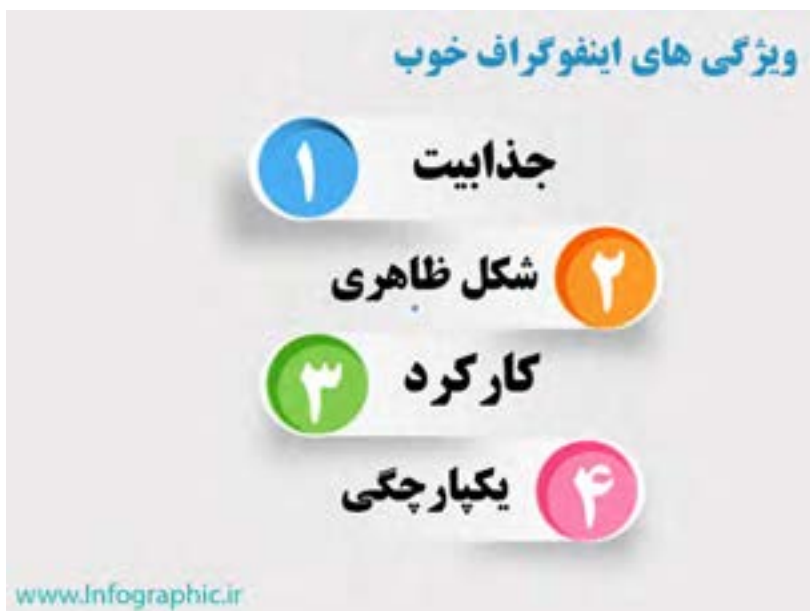 ویژگی های اینفوگراف خوب
۱ جذابیت
۲ شکل ظاهری
۳ کارکرد
۴ یکپارچگی
www.Infographic.ir